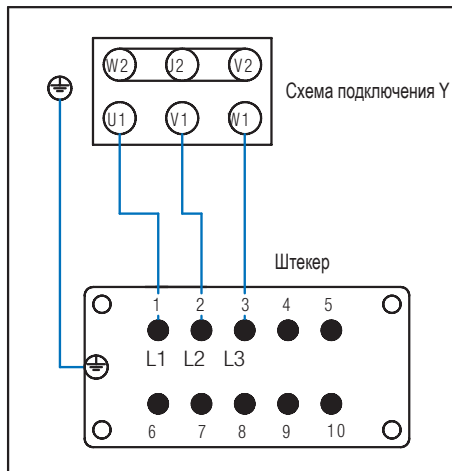 W2 U2 V2
Схема подключения Y
U1 V1 W1
Штекер
1 2 3 4 5
L1 L2 L3
6 7 8 9 10